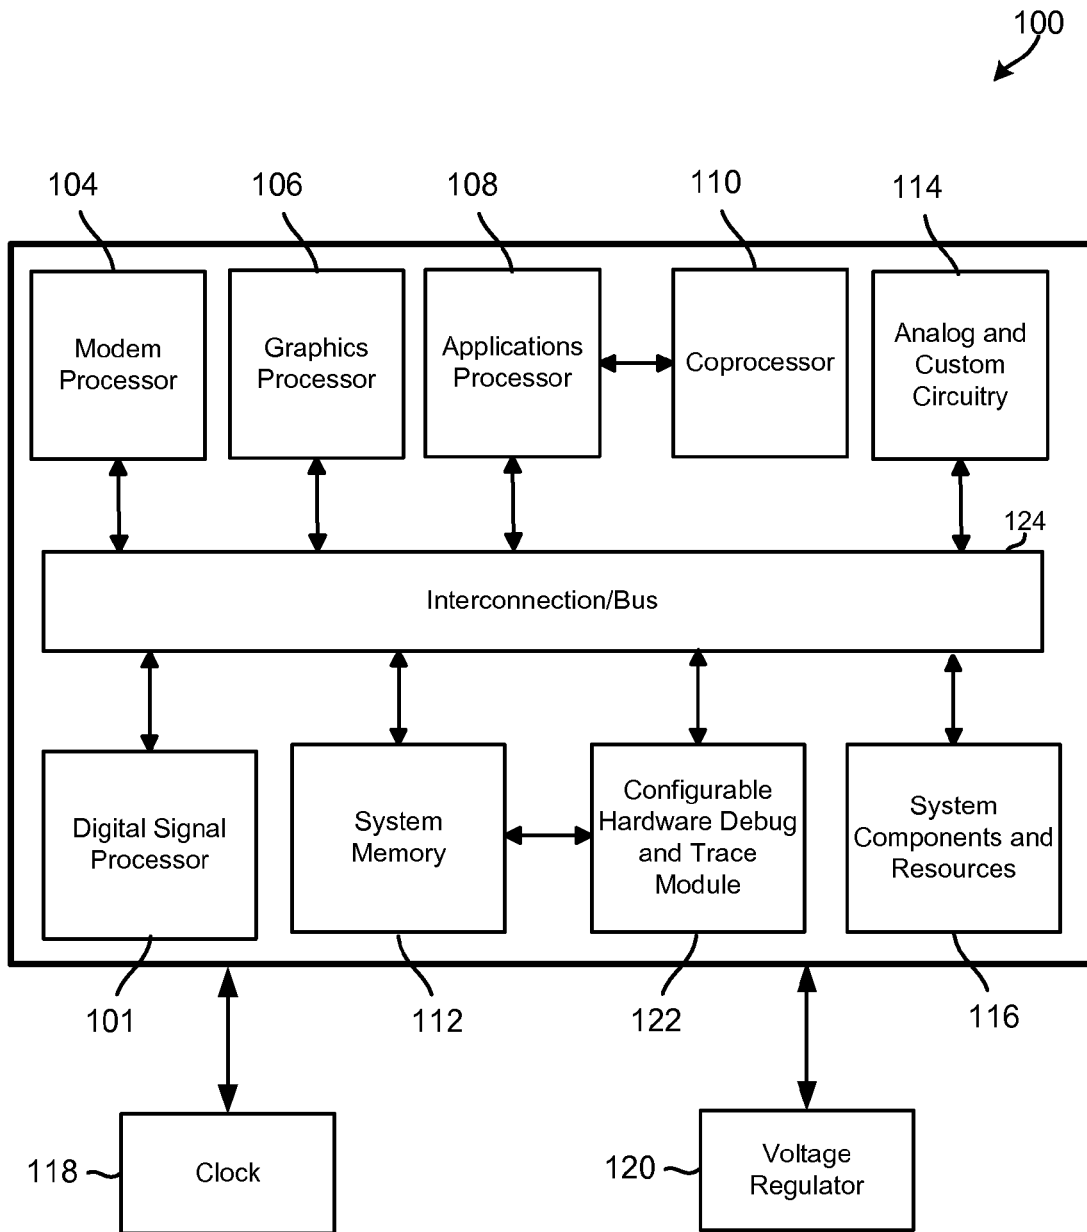 100
104
106
108
110
114
Modem
Processor
Graphics
Processor
Applications
Processor
Coprocessor
Analog and
Custom
Circuitry
124
Interconnection/Bus
Digital Signal
Processor
System
Memory
Configurable
Hardware Debug
and Trace
Module
System
Components and
Resources
101
112
122
116
118
Clock
120
Voltage
Regulator